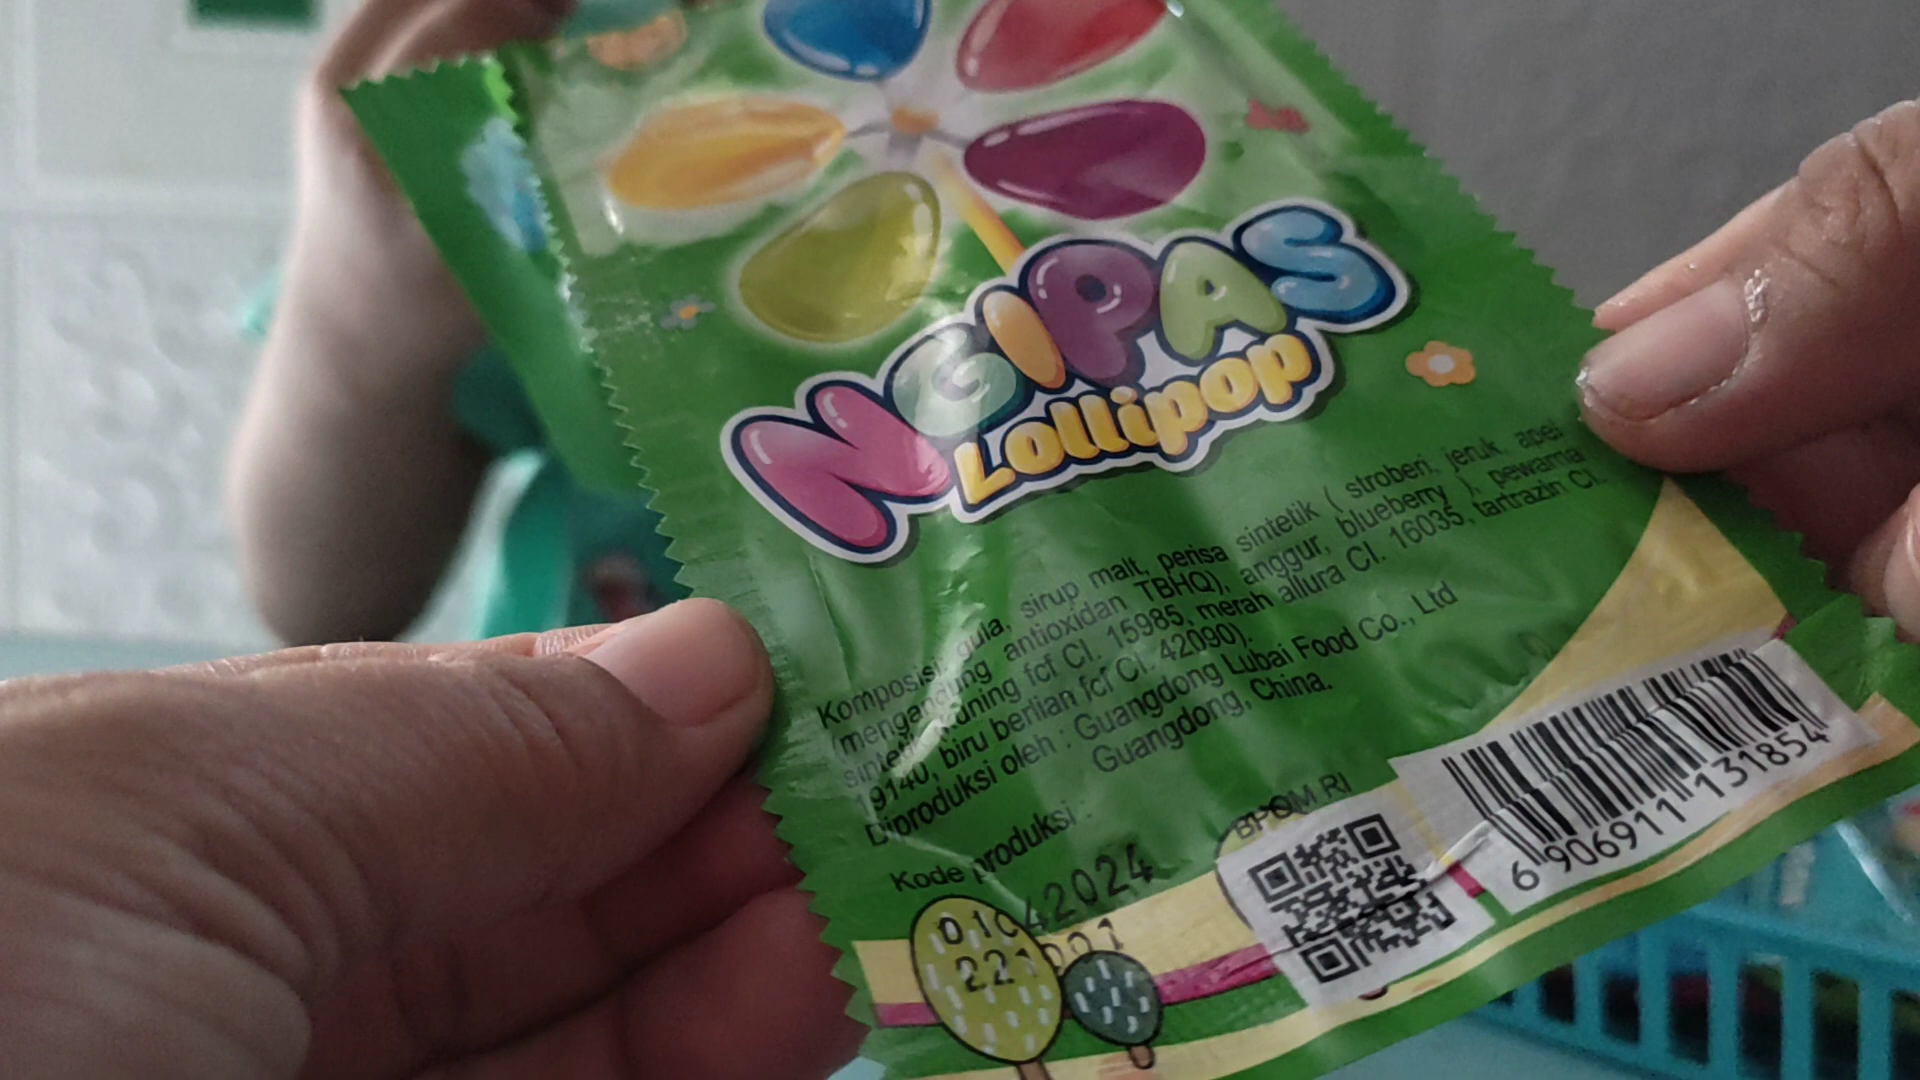 NGIPAS
Lollipop
Komposisi: gula, sirup malt, perisa sintetik ( stroberi, jeruk, apel
(mengandung antioxidan TBHQ), anggur, blueberry ), pewarna
sintetik kuning fcf CI. 15985, merah allura CI. 16035, tartrazin CI.
19140, biru berlian fcf CI. 42090).
Diproduksi oleh : Guangdong Lubai Food Co., Ltd
Guangdong, China.
Kode produksi :
01042024
221001
BPOM RI
6 906911 131854